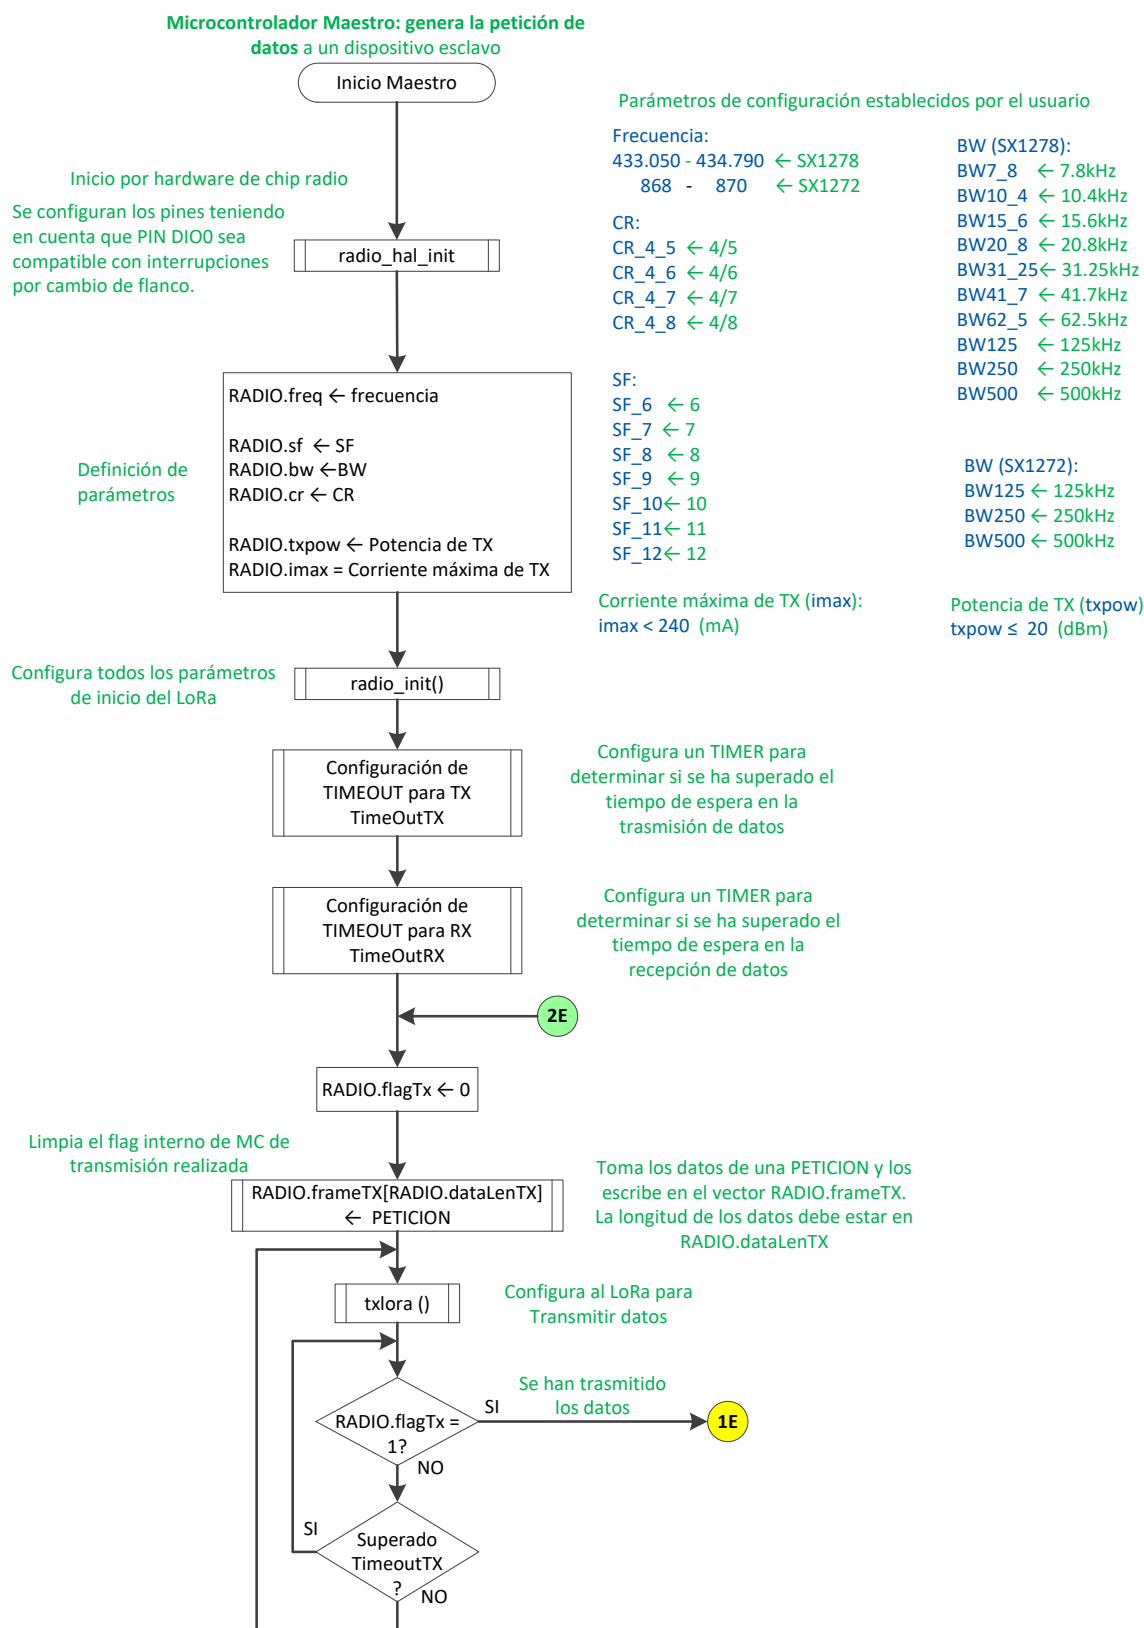 Microcontrolador Maestro: genera la petición de
datos a un dispositivo esclavo
Inicio Maestro
Parámetros de configuración establecidos por el usuario
Frecuencia:
433.050 - 434.790 ← SX1278
868 - 870 ← SX1272
CR:
CR_4_5 ← 4/5
CR_4_6 ← 4/6
CR_4_7 ← 4/7
CR_4_8 ← 4/8
SF:
SF_6 ← 6
SF_7 ← 7
SF_8 ← 8
SF_9 ← 9
SF_10← 10
SF_11← 11
SF_12← 12
Corriente máxima de TX (imax):
imax < 240 (mA)
BW (SX1278):
BW7_8 ← 7.8kHz
BW10_4 ← 10.4kHz
BW15_6 ← 15.6kHz
BW20_8 ← 20.8kHz
BW31_25← 31.25kHz
BW41_7 ← 41.7kHz
BW62_5 ← 62.5kHz
BW125 ← 125kHz
BW250 ← 250kHz
BW500 ← 500kHz
BW (SX1272):
BW125 ← 125kHz
BW250 ← 250kHz
BW500 ← 500kHz
Potencia de TX (txpow)
txpow ≤ 20 (dBm)
Inicio por hardware de chip radio
Se configuran los pines teniendo
en cuenta que PIN DIO0 sea
compatible con interrupciones
por cambio de flanco.
radio_hal_init
Definición de
parámetros
RADIO.freq ← frecuencia
RADIO.sf ← SF
RADIO.bw ←BW
RADIO.cr ← CR
RADIO.txpow ← Potencia de TX
RADIO.imax = Corriente máxima de TX
Configura todos los parámetros
de inicio del LoRa
radio_init()
Configuración de
TIMEOUT para TX
TimeOutTX
Configura un TIMER para
determinar si se ha superado el
tiempo de espera en la
trasmisión de datos
Configuración de
TIMEOUT para RX
TimeOutRX
Configura un TIMER para
determinar si se ha superado el
tiempo de espera en la
recepción de datos
2E
RADIO.flagTx ← 0
Limpia el flag interno de MC de
transmisión realizada
RADIO.frameTX[RADIO.dataLenTX]
← PETICION
Toma los datos de una PETICION y los
escribe en el vector RADIO.frameTX.
La longitud de los datos debe estar en
RADIO.dataLenTX
txlora ()
Configura al LoRa para
Transmitir datos
RADIO.flagTx =
1?
SI
Se han trasmitido
los datos
1E
NO
Superado
TimeoutTX
?
SI
NO